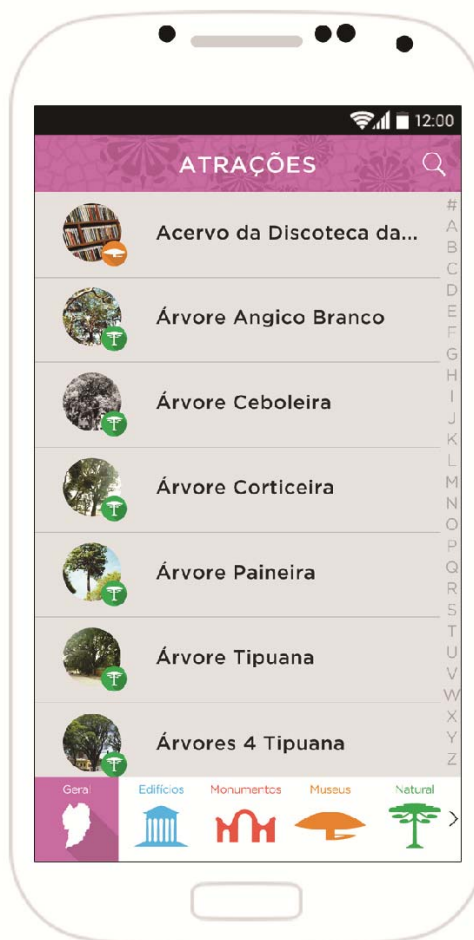 12:00
ATRAÇÕES
Acervo da Discoteca da...
Árvore Angico Branco
Árvore Ceboleira
Árvore Corticeira
Árvore Paineira
Árvore Tipuana
Árvores 4 Tipuana
#
A
B
C
D
E
F
G
H
I
J
K
L
M
N
O
P
Q
R
S
T
U
V
W
X
Y
Z
Geral
Edifícios
Monumentos
Museus
Natural